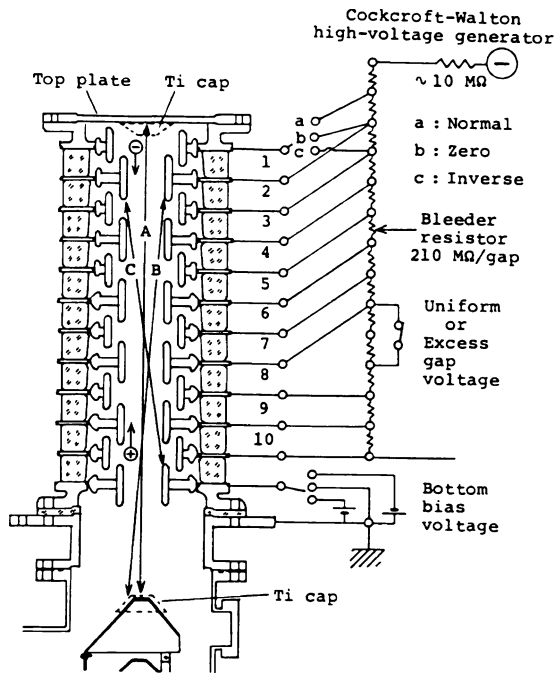 Cockcroft-Walton
high-voltage generator
Top plate
Ti cap
~10 MΩ
−
a
b
c
a : Normal
b : Zero
c : Inverse
1
2
3
4
5
6
7
8
9
10
Bleeder
resistor
210 MΩ/gap
Uniform
or
Excess
gap
voltage
−
A
C B
+
Bottom
bias
voltage
Ti cap